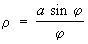 ρ = a sin φ / φ